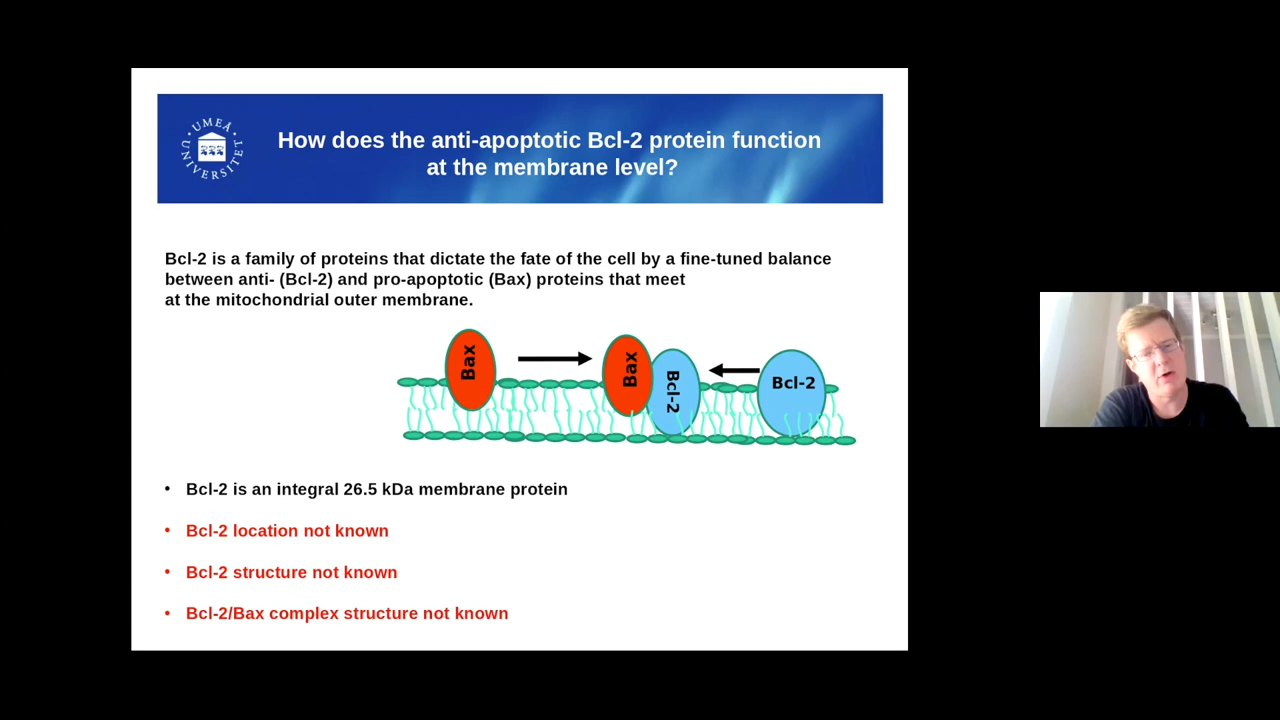 UMEÅ UNIVERSITET
How does the anti-apoptotic Bcl-2 protein function
at the membrane level?
Bcl-2 is a family of proteins that dictate the fate of the cell by a fine-tuned balance
between anti- (Bcl-2) and pro-apoptotic (Bax) proteins that meet
at the mitochondrial outer membrane.
Bax
Bax
Bcl-2
Bcl-2
• Bcl-2 is an integral 26.5 kDa membrane protein
• Bcl-2 location not known
• Bcl-2 structure not known
• Bcl-2/Bax complex structure not known